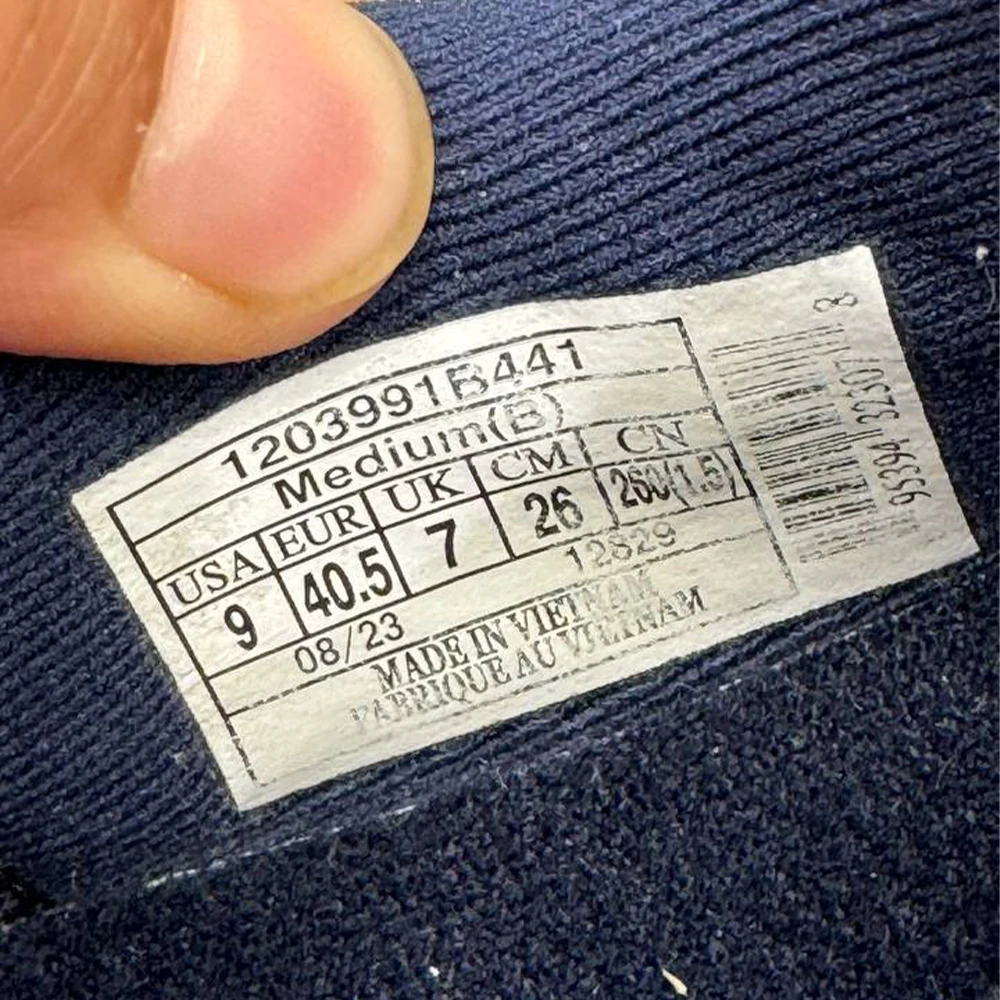 1203991B441
Medium(B)
USA EUR UK CM CN
9 40.5 7 26 260(1.5)
08/23 12829
MADE IN VIETNAM
FABRIQUE AU VIETNAM
8